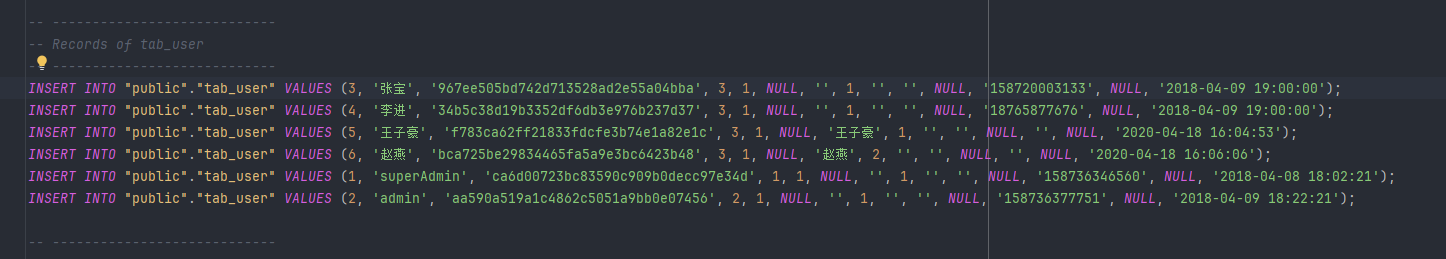 -- ----------------------------
-- Records of tab_user
-- ----------------------------
INSERT INTO "public"."tab_user" VALUES (3, '张宝', '967ee505bd742d713528ad2e55a04bba', 3, 1, NULL, '', 1, '', '', NULL, '158720003133', NULL, '2018-04-09 19:00:00');
INSERT INTO "public"."tab_user" VALUES (4, '李进', '34b5c38d19b3352df6db3e976b237d37', 3, 1, NULL, '', 1, '', '', NULL, '18765877676', NULL, '2018-04-09 19:00:00');
INSERT INTO "public"."tab_user" VALUES (5, '王子豪', 'f783ca62ff21833fdcfe3b74e1a82e1c', 3, 1, NULL, '王子豪', 1, '', '', NULL, '', NULL, '2020-04-18 16:04:53');
INSERT INTO "public"."tab_user" VALUES (6, '赵燕', 'bca725be29834465fa5a9e3bc6423b48', 3, 1, NULL, '赵燕', 2, '', '', NULL, '', NULL, '2020-04-18 16:06:06');
INSERT INTO "public"."tab_user" VALUES (1, 'superAdmin', 'ca6d00723bc83590c909b0decc97e34d', 1, 1, NULL, '', 1, '', '', NULL, '158736346560', NULL, '2018-04-08 18:02:21');
INSERT INTO "public"."tab_user" VALUES (2, 'admin', 'aa590a519a1c4862c5051a9bb0e07456', 2, 1, NULL, '', 1, '', '', NULL, '158736377751', NULL, '2018-04-09 18:22:21');
-- ----------------------------